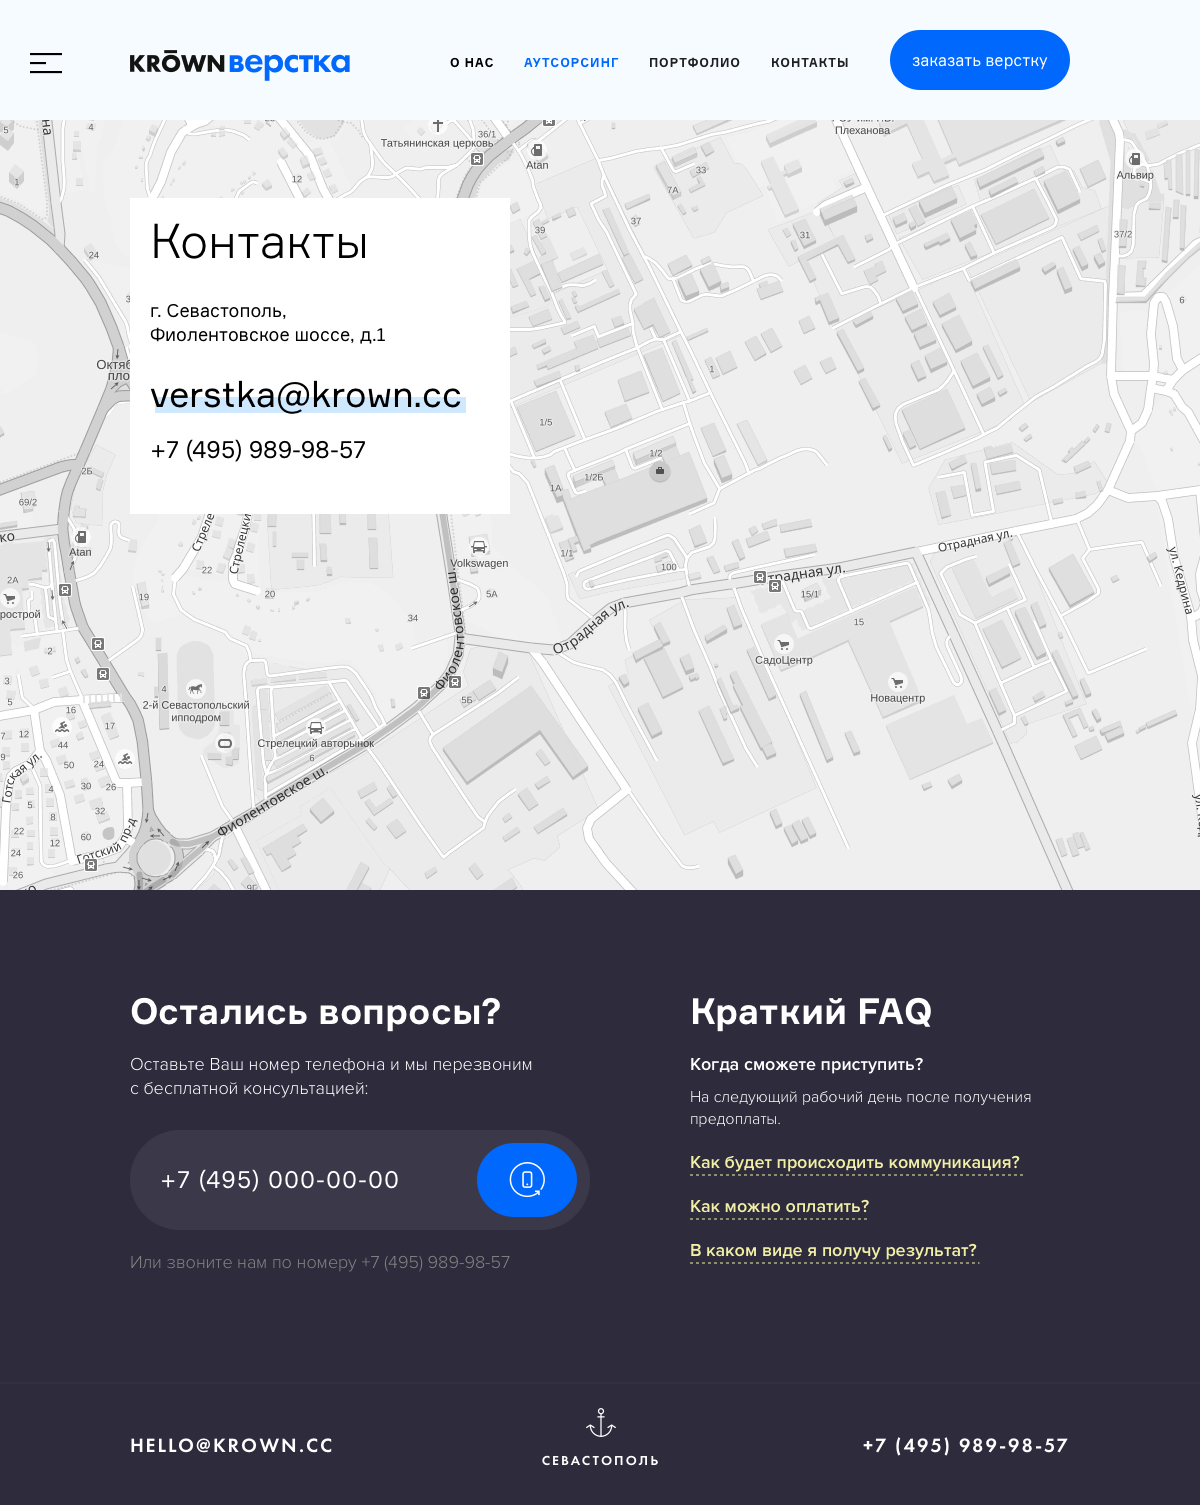 KRŌWNверстка
О НАС
АУТСОРСИНГ
ПОРТФОЛИО
КОНТАКТЫ
заказать верстку
Татьянинская церковь
36/1
Atan
Плеханова
Альвир
5
4
1
12
33
7А
37
39
31
37/2
24
6
Контакты
г. Севастополь,
Фиолентовское шоссе, д.1
verstka@krown.cc
+7 (495) 989-98-57
1
1/5
1/2
1/2Б
1А
2Б
69/2
Atan
22
20
19
2А
Volkswagen
5А
34
1/1
100
Отрадная ул.
15/1
15
ул. Кедрина
Отрадная ул.
СадоЦентр
Новацентр
Фиолентовское ш.
5Б
2
3
5
4
2-й Севастопольский
ипподром
Стрелецкий авторынок
6
16
17
12
7
44
9
50
24
Готская ул.
4
30
26
5
8
32
22
60
12
24
26
Готский пр-д
Фиолентовское ш.
Остались вопросы?
Оставьте Ваш номер телефона и мы перезвоним
с бесплатной консультацией:
+7 (495) 000-00-00
Или звоните нам по номеру +7 (495) 989-98-57
Краткий FAQ
Когда сможете приступить?
На следующий рабочий день после получения
предоплаты.
Как будет происходить коммуникация?
Как можно оплатить?
В каком виде я получу результат?
HELLO@KROWN.CC
СЕВАСТОПОЛЬ
+7 (495) 989-98-57